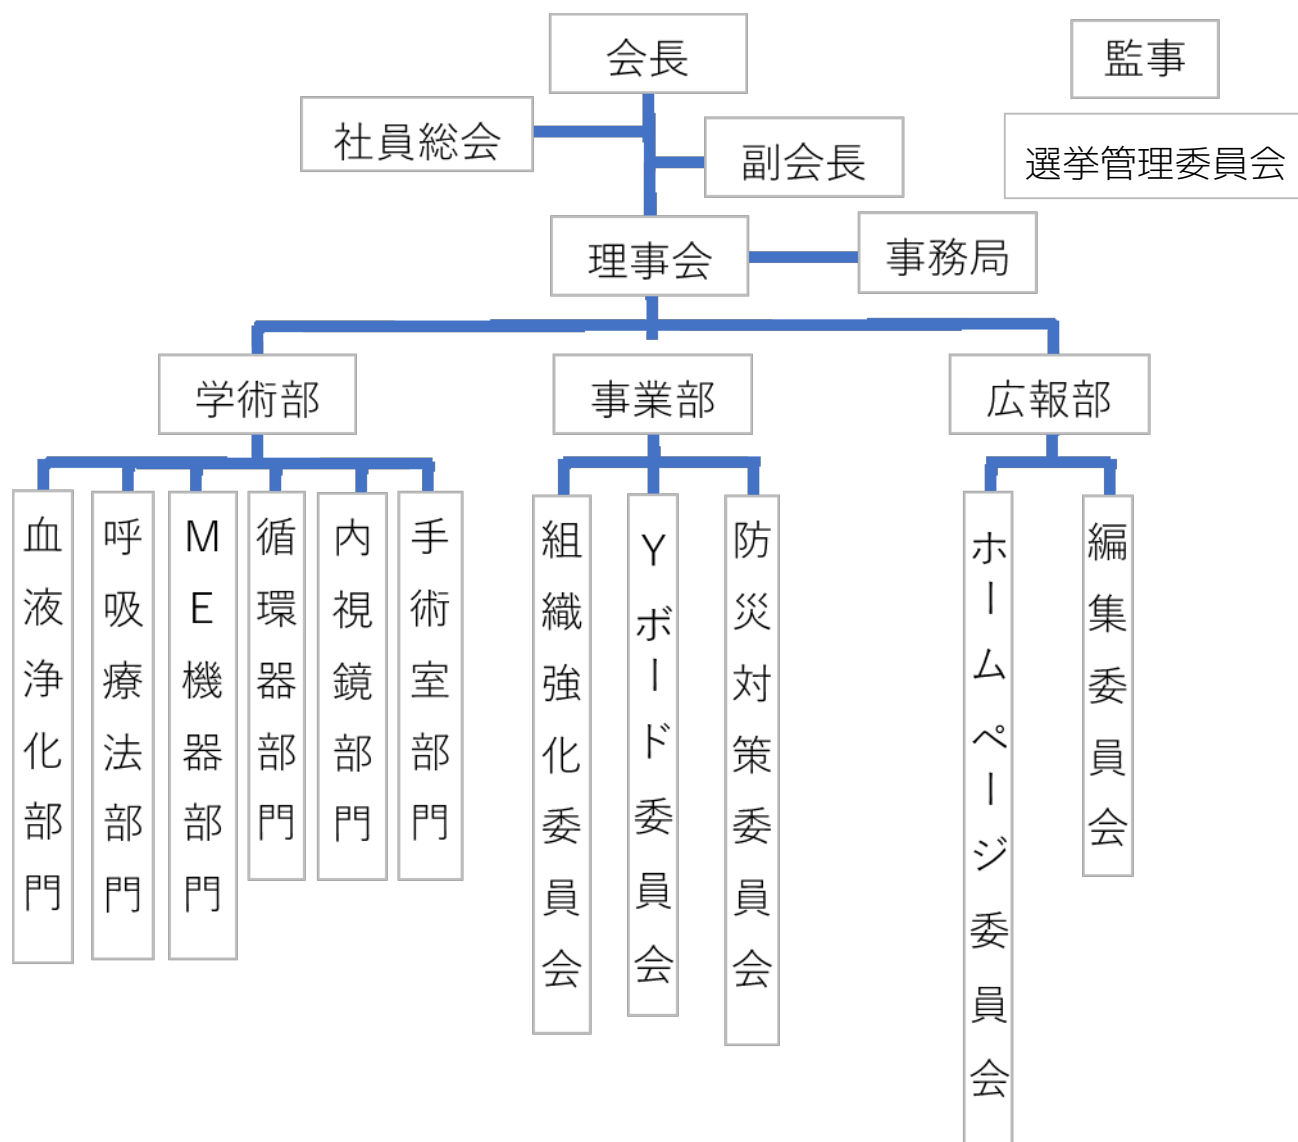 会長
監事
社員総会
副会長
選挙管理委員会
理事会
事務局
学術部
事業部
広報部
血液浄化部門
呼吸療法部門
ME機器部門
循環器部門
内視鏡部門
手術室部門
組織強化委員会
Yボード委員会
防災対策委員会
ホームページ委員会
編集委員会